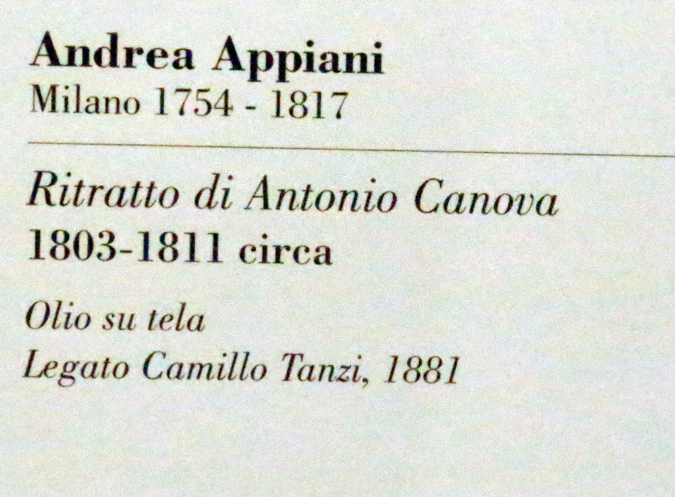 Andrea Appiani
Milano 1754 - 1817
Ritratto di Antonio Canova
1803-1811 circa
Olio su tela
Legato Camillo Tanzi, 1881